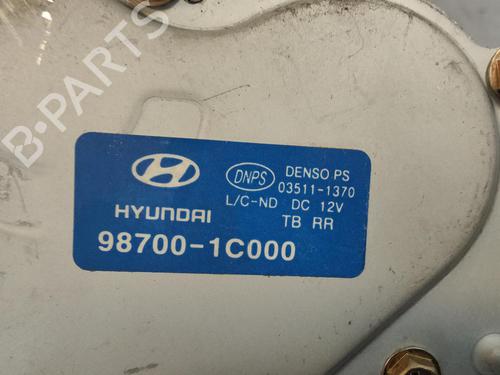 B-PARTS
DNPS
DENSO PS
03511-1370
L/C-ND DC 12V
HYUNDAI
TB RR
98700-1C000